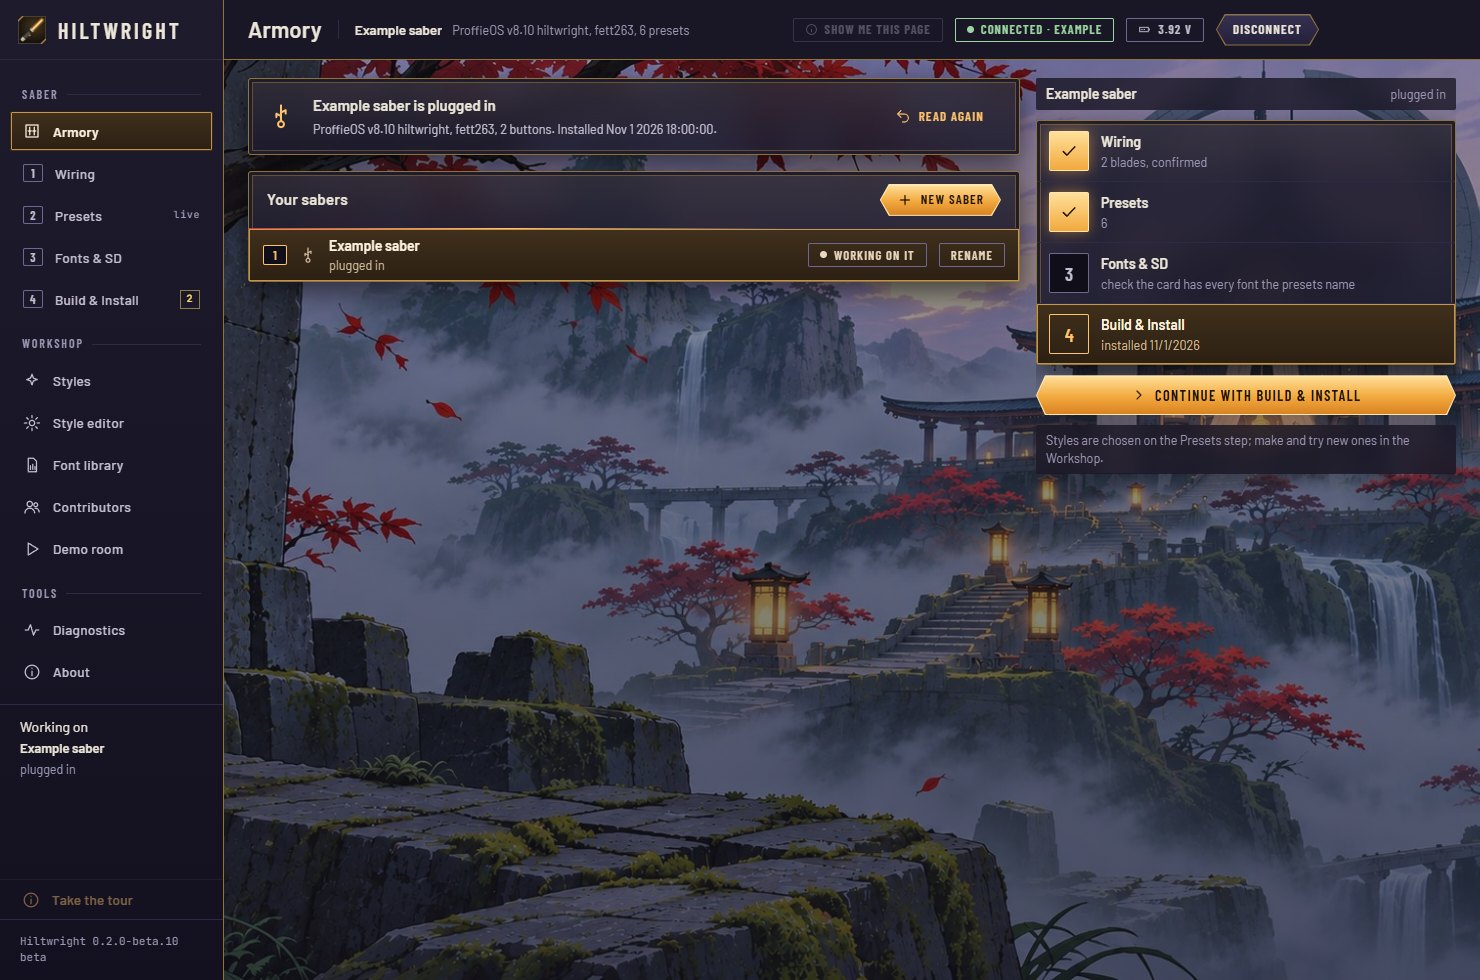 HILTWRIGHT
Armory
Example saber ProffieOS v8.10 hiltwright, fett263, 6 presets
SHOW ME THIS PAGE
CONNECTED · EXAMPLE
3.92 V
DISCONNECT
SABER
Armory
1 Wiring
2 Presets live
3 Fonts & SD
4 Build & Install 2
WORKSHOP
Styles
Style editor
Font library
Contributors
Demo room
TOOLS
Diagnostics
About
Working on
Example saber
plugged in
Take the tour
Hiltwright 0.2.0-beta.10
beta
Example saber is plugged in
ProffieOS v8.10 hiltwright, fett263, 2 buttons. Installed Nov 1 2026 18:00:00.
READ AGAIN
Your sabers
NEW SABER
1 Example saber
plugged in
WORKING ON IT
RENAME
Example saber plugged in
Wiring
2 blades, confirmed
Presets
6
3 Fonts & SD
check the card has every font the presets name
4 Build & Install
installed 11/1/2026
CONTINUE WITH BUILD & INSTALL
Styles are chosen on the Presets step; make and try new ones in the
Workshop.